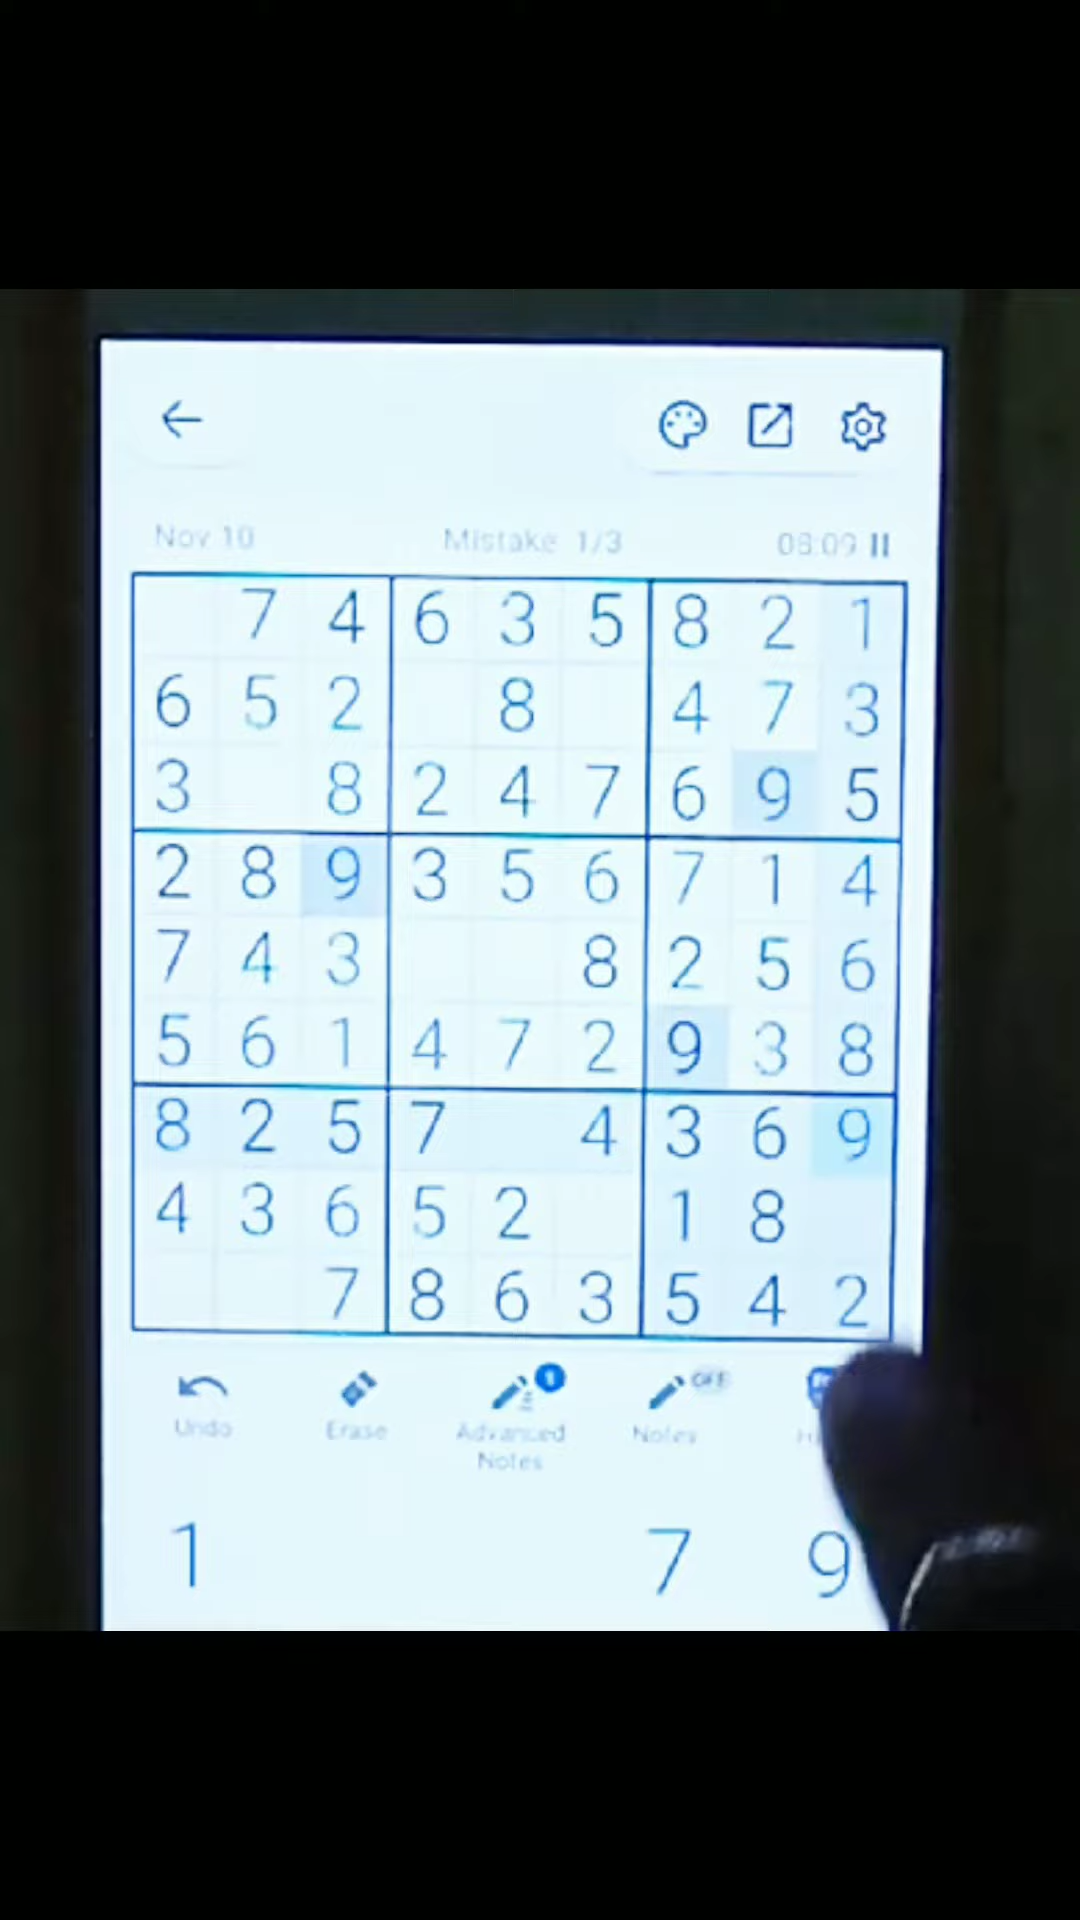 Nov 10 Mistake 1/3 08:09
7 4 6 3 5 8 2 1
6 5 2 8 4 7 3
3 8 2 4 7 6 9 5
2 8 9 3 5 6 7 1 4
7 4 3 8 2 5 6
5 6 1 4 7 2 9 3 8
8 2 5 7 4 3 6 9
4 3 6 5 2 1 8
7 8 6 3 5 4 2
1 OFF
Undo Erase Advanced Notes
Notes
1 7 9